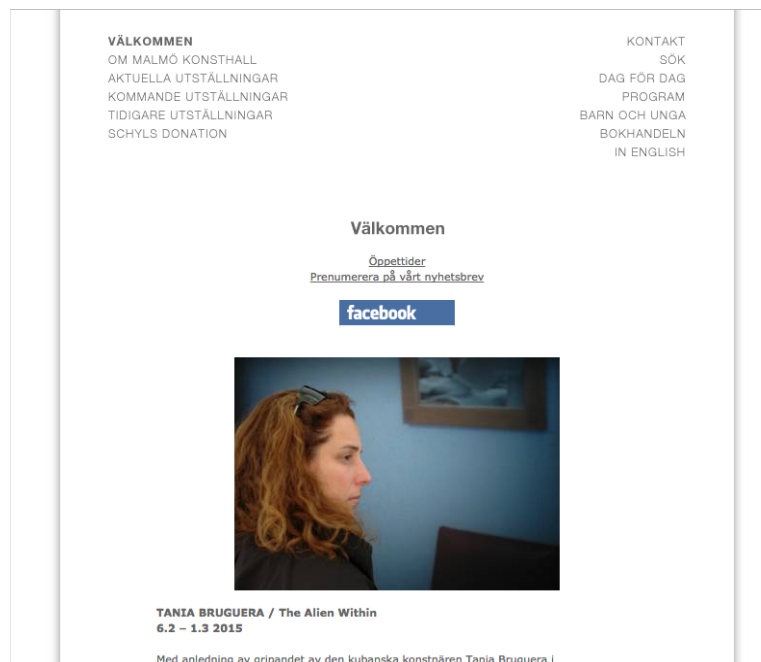 VÄLKOMMEN
OM MALMÖ KONSTHALL
AKTUELLA UTSTÄLLNINGAR
KOMMANDE UTSTÄLLNINGAR
TIDIGARE UTSTÄLLNINGAR
SCHYLS DONATION
KONTAKT
SÖK
DAG FÖR DAG
PROGRAM
BARN OCH UNGA
BOKHANDELN
IN ENGLISH
Välkommen
Öppettider
Prenumerera på vårt nyhetsbrev
facebook
TANIA BRUGUERA / The Alien Within
6.2 – 1.3 2015
Med anledning av gripandet av den kubanska konstnären Tania Bruguera i